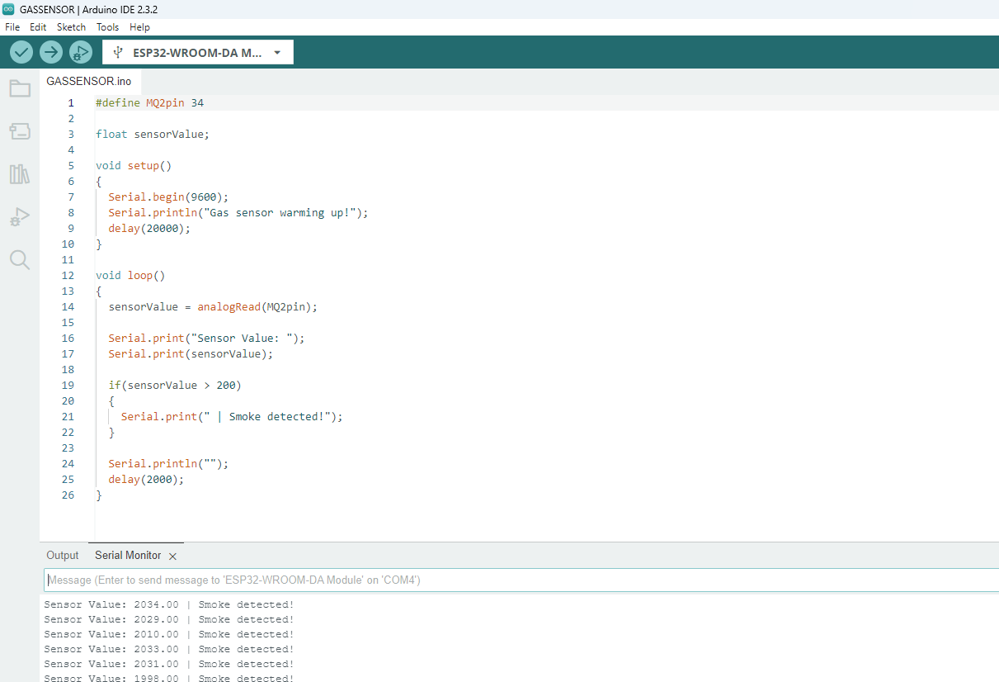 GASSENSOR | Arduino IDE 2.3.2
File Edit Sketch Tools Help
ESP32-WROOM-DA M...
GASSENSOR.ino
1 #define MQ2pin 34
2
3 float sensorValue;
4
5 void setup()
6 {
7 Serial.begin(9600);
8 Serial.println("Gas sensor warming up!");
9 delay(20000);
10 }
11
12 void loop()
13 {
14 sensorValue = analogRead(MQ2pin);
15
16 Serial.print("Sensor Value: ");
17 Serial.print(sensorValue);
18
19 if(sensorValue > 200)
20 {
21 Serial.print(" | Smoke detected!");
22 }
23
24 Serial.println("");
25 delay(2000);
26 }
Output Serial Monitor
Message (Enter to send message to 'ESP32-WROOM-DA Module' on 'COM4')
Sensor Value: 2034.00 | Smoke detected!
Sensor Value: 2029.00 | Smoke detected!
Sensor Value: 2010.00 | Smoke detected!
Sensor Value: 2033.00 | Smoke detected!
Sensor Value: 2031.00 | Smoke detected!
Sensor Value: 1998.00 | Smoke detected!